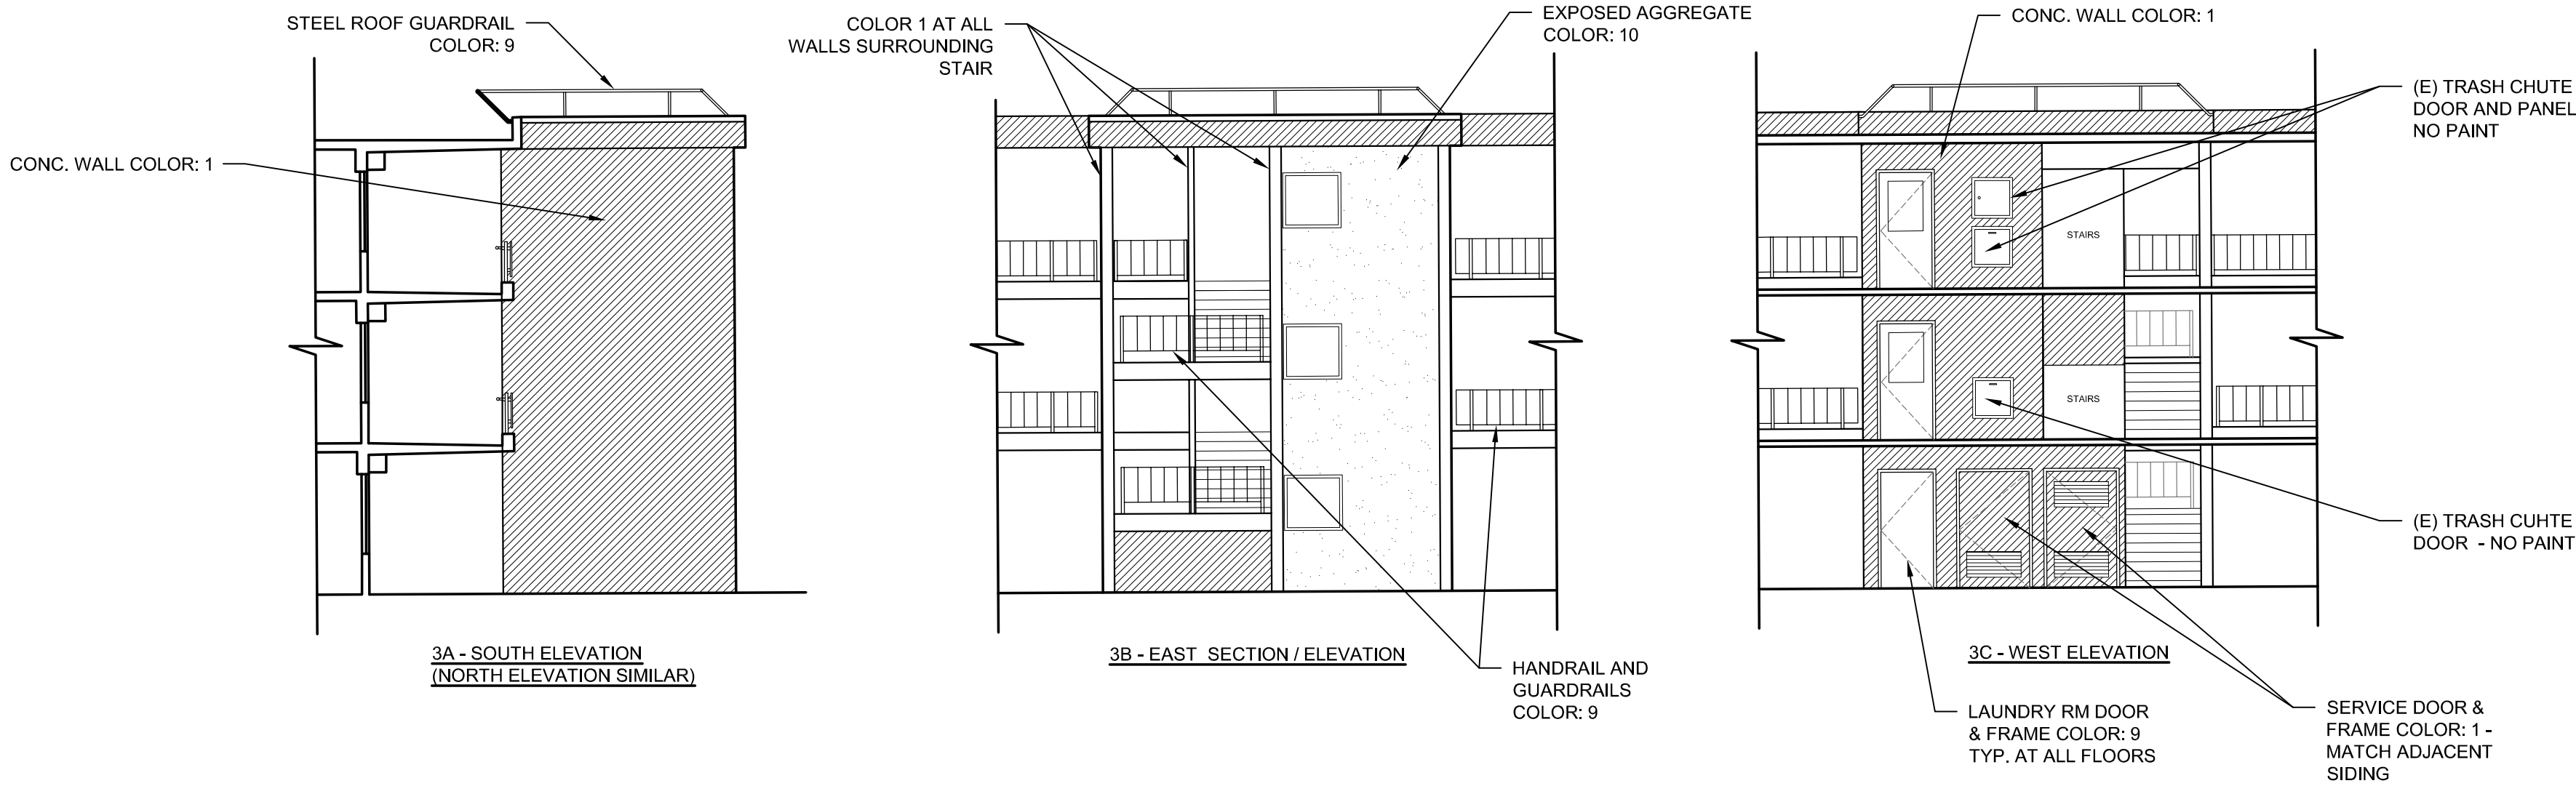 STEEL ROOF GUARDRAIL
COLOR: 9
CONC. WALL COLOR: 1
3A - SOUTH ELEVATION
(NORTH ELEVATION SIMILAR)
COLOR 1 AT ALL
WALLS SURROUNDING
STAIR
EXPOSED AGGREGATE
COLOR: 10
3B - EAST SECTION / ELEVATION
HANDRAIL AND
GUARDRAILS
COLOR: 9
CONC. WALL COLOR: 1
(E) TRASH CHUTE
DOOR AND PANEL
NO PAINT
STAIRS
STAIRS
(E) TRASH CUHTE
DOOR - NO PAINT
3C - WEST ELEVATION
LAUNDRY RM DOOR
& FRAME COLOR: 9
TYP. AT ALL FLOORS
SERVICE DOOR &
FRAME COLOR: 1 -
MATCH ADJACENT
SIDING